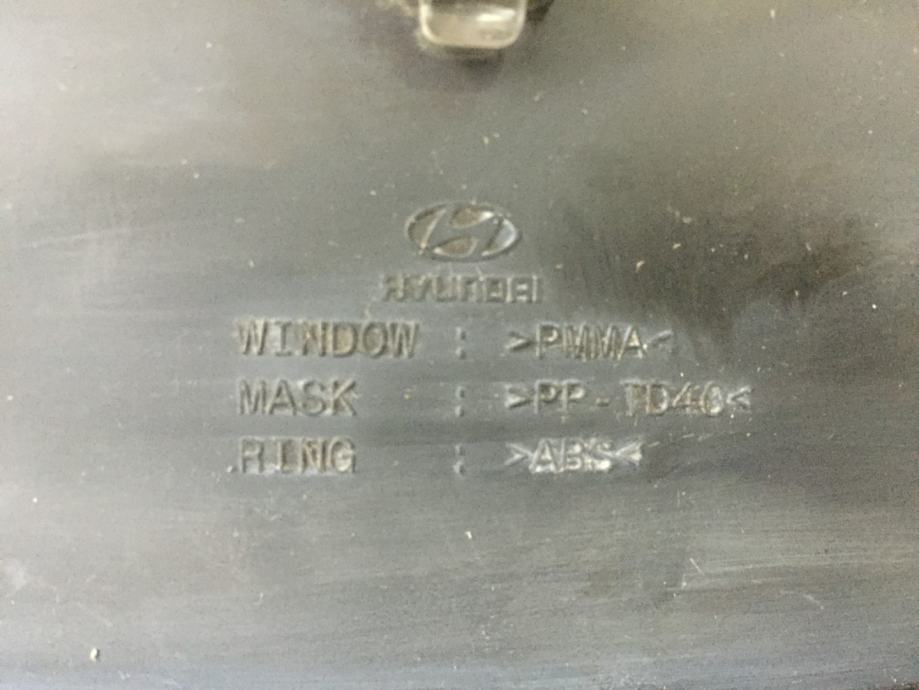 HYUNDAI
WINDOW : >PMMA<
MASK : >PP-TD40<
RING : >ABS<